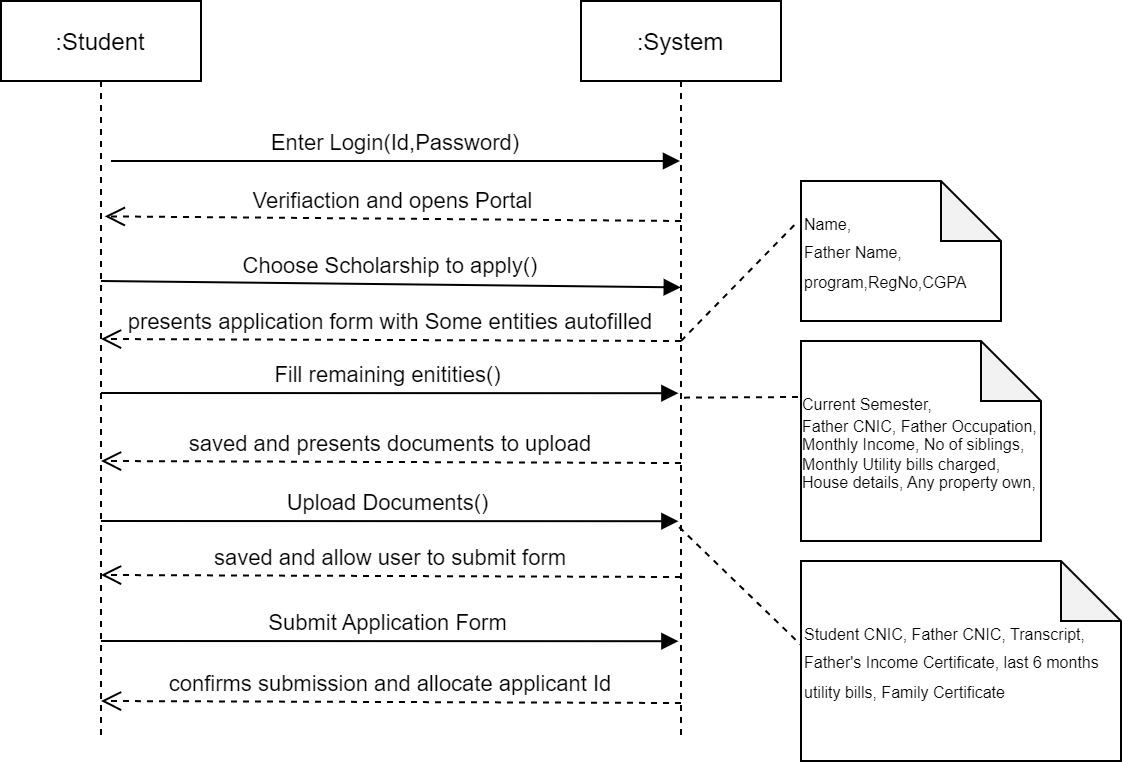 :Student
:System
Enter Login(Id,Password)
Verifiaction and opens Portal
Choose Scholarship to apply()
presents application form with Some entities autofilled
Name,
Father Name,
program,RegNo,CGPA
Fill remaining enitities()
Current Semester,
Father CNIC, Father Occupation,
Monthly Income, No of siblings,
Monthly Utility bills charged,
House details, Any property own,
saved and presents documents to upload
Upload Documents()
saved and allow user to submit form
Student CNIC, Father CNIC, Transcript,
Father's Income Certificate, last 6 months
utility bills, Family Certificate
Submit Application Form
confirms submission and allocate applicant Id